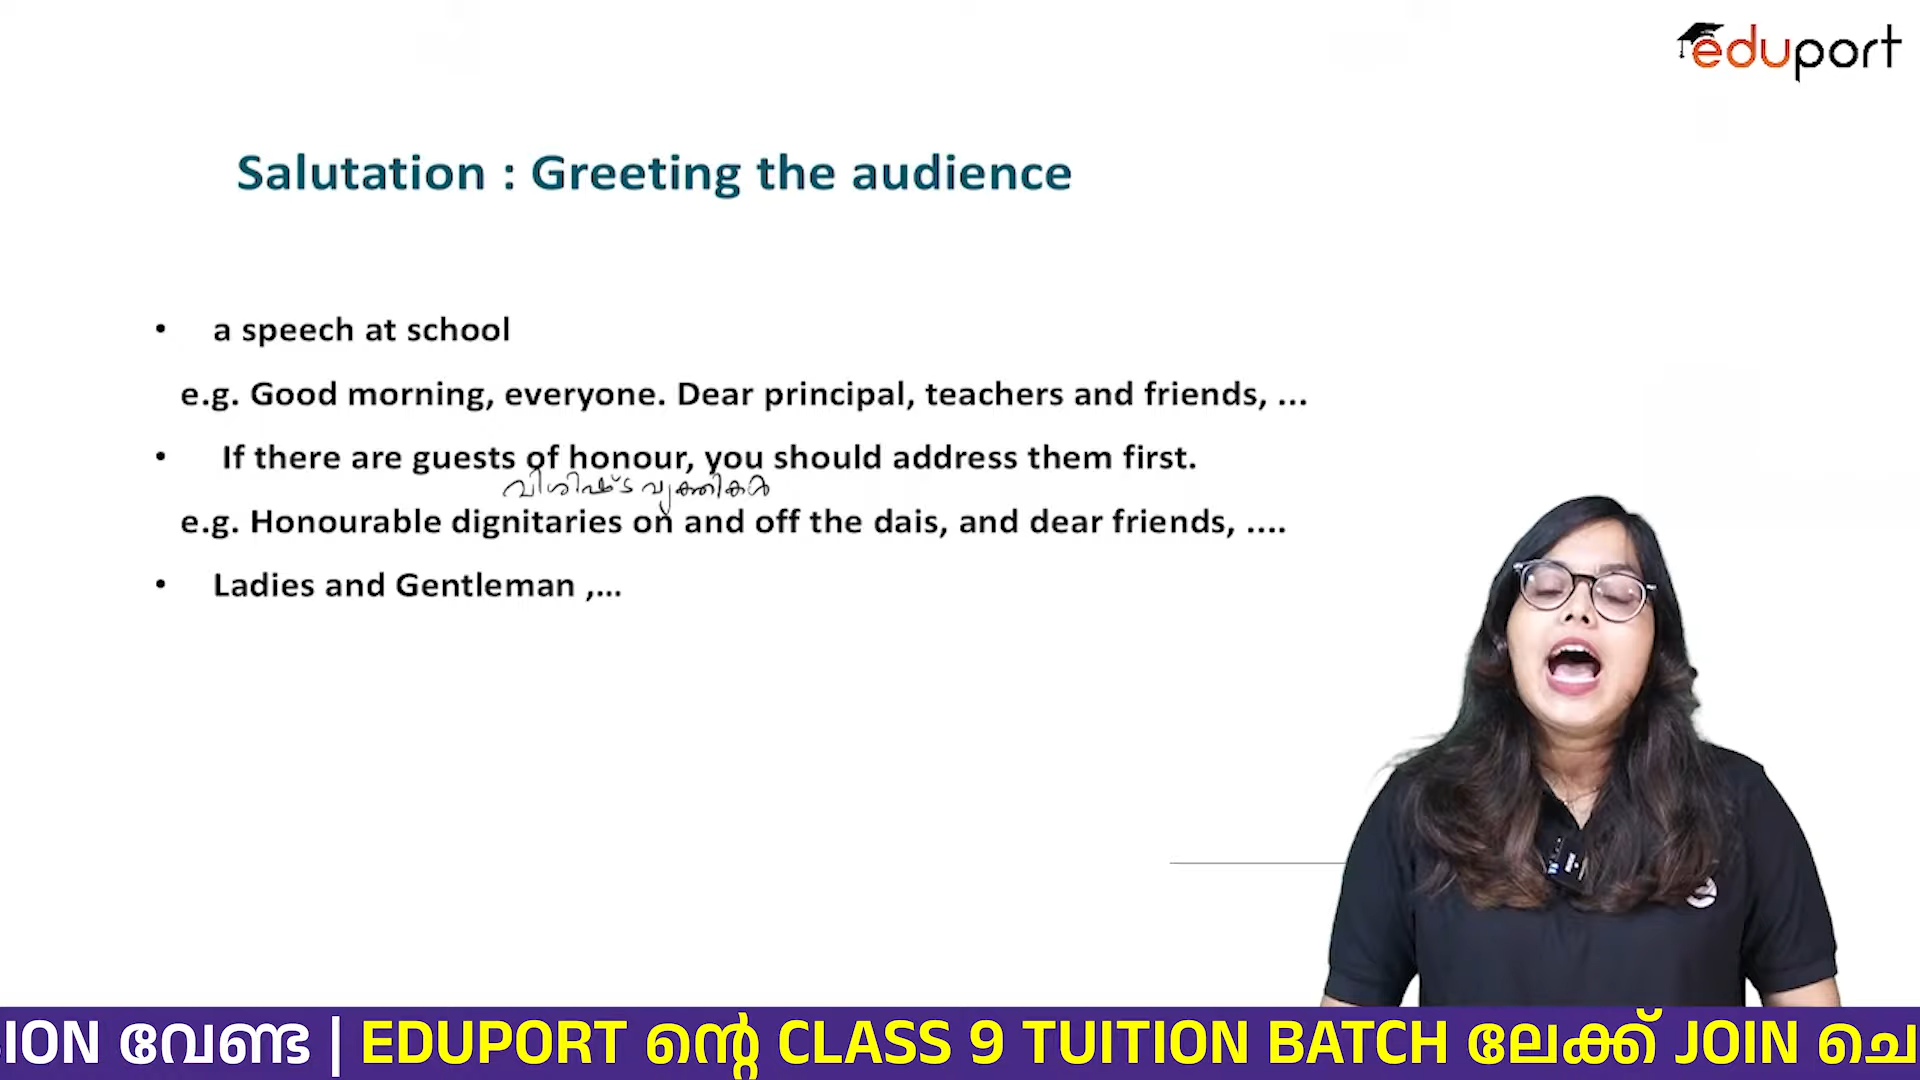 eduport
Salutation : Greeting the audience
• a speech at school
e.g. Good morning, everyone. Dear principal, teachers and friends, ...
• If there are guests of honour, you should address them first.
വിശിഷ്ട വ്യക്തികൾ
e.g. Honourable dignitaries on and off the dais, and dear friends, ....
• Ladies and Gentleman ,...
SION വേണ്ട | EDUPORT ന്റെ CLASS 9 TUITION BATCH ലേക്ക് JOIN ചെ